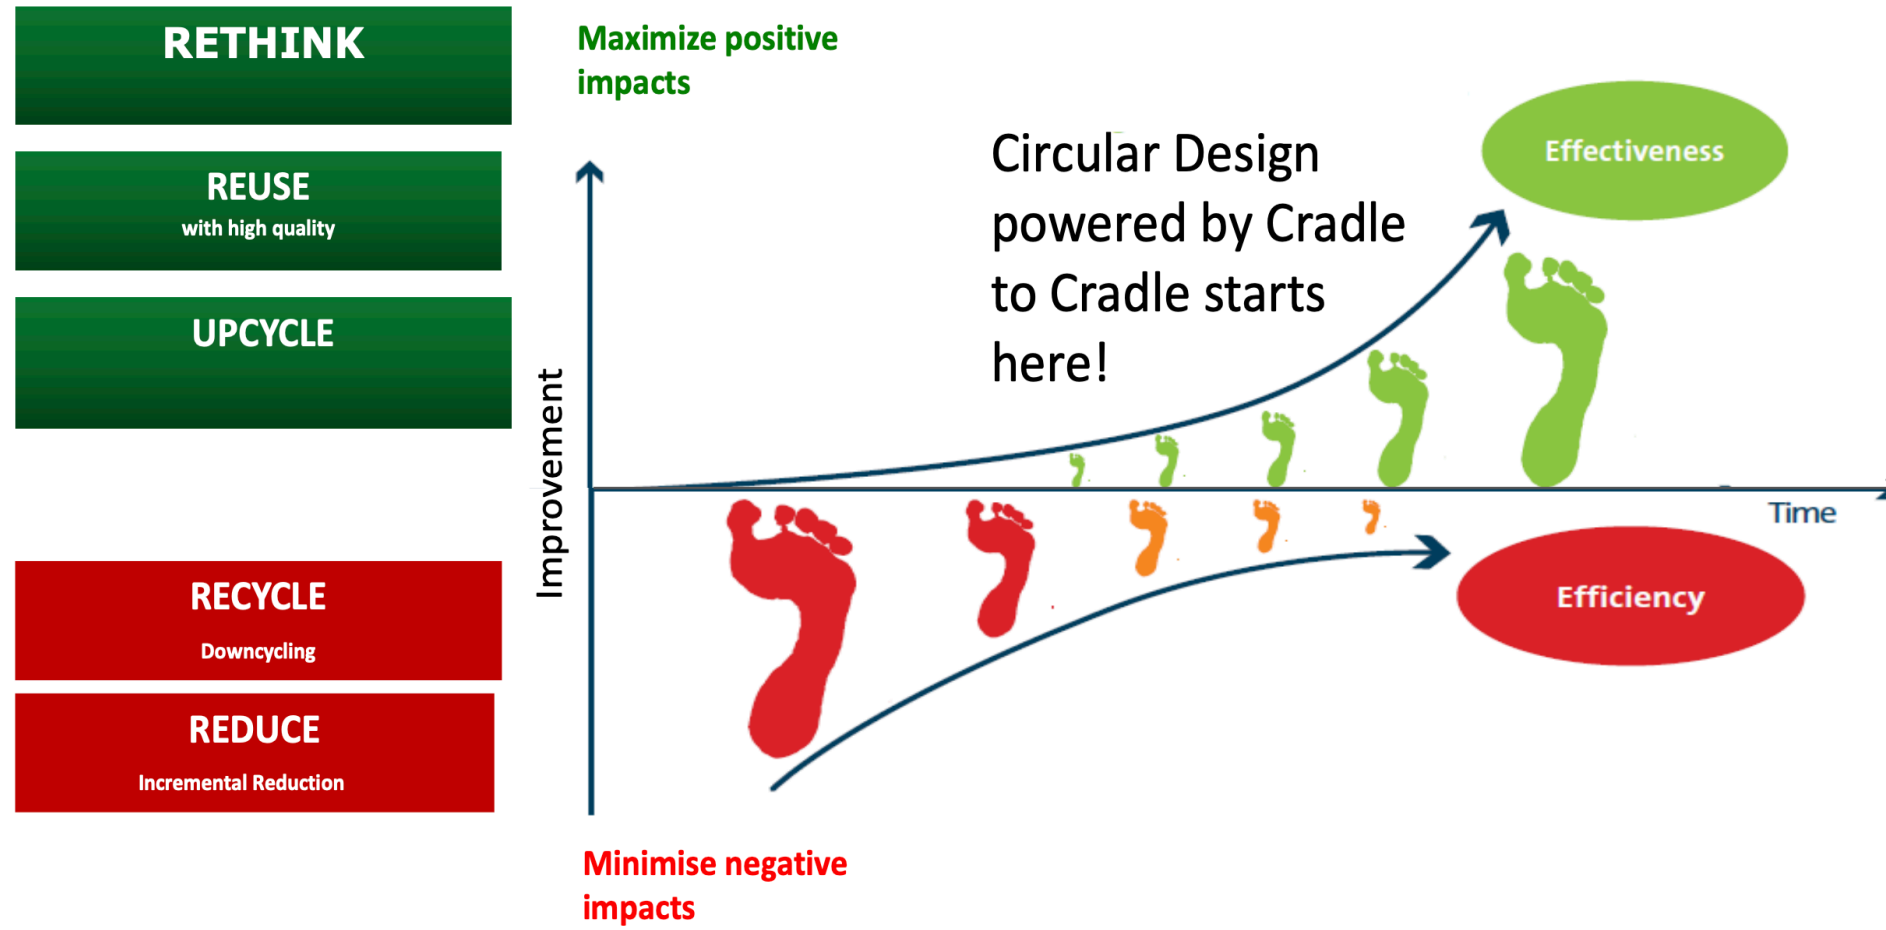 RETHINK
REUSE
with high quality
UPCYCLE
RECYCLE
Downcycling
REDUCE
Incremental Reduction
Maximize positive
impacts
Improvement
Circular Design
powered by Cradle
to Cradle starts
here!
Effectiveness
Time
Efficiency
Minimise negative
impacts